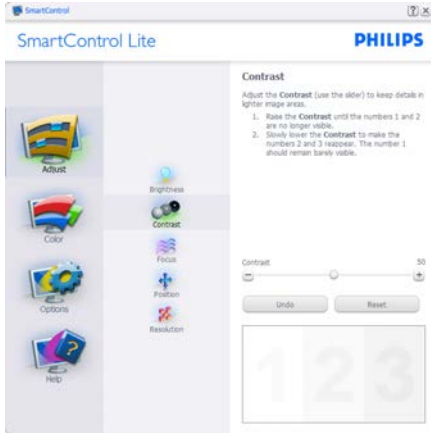 SmartControl
SmartControl Lite
PHILIPS
Adjust
Color
Options
Help
Brightness
Contrast
Focus
Position
Resolution
Contrast
Adjust the Contrast (use the slider) to keep details in
lighter image areas.
1. Raise the Contrast until the numbers 1 and 2
are no longer visible.
2. Slowly lower the Contrast to make the
numbers 2 and 3 reappear. The number 1
should remain barely visible.
Contrast 50
Undo Reset
1 2 3